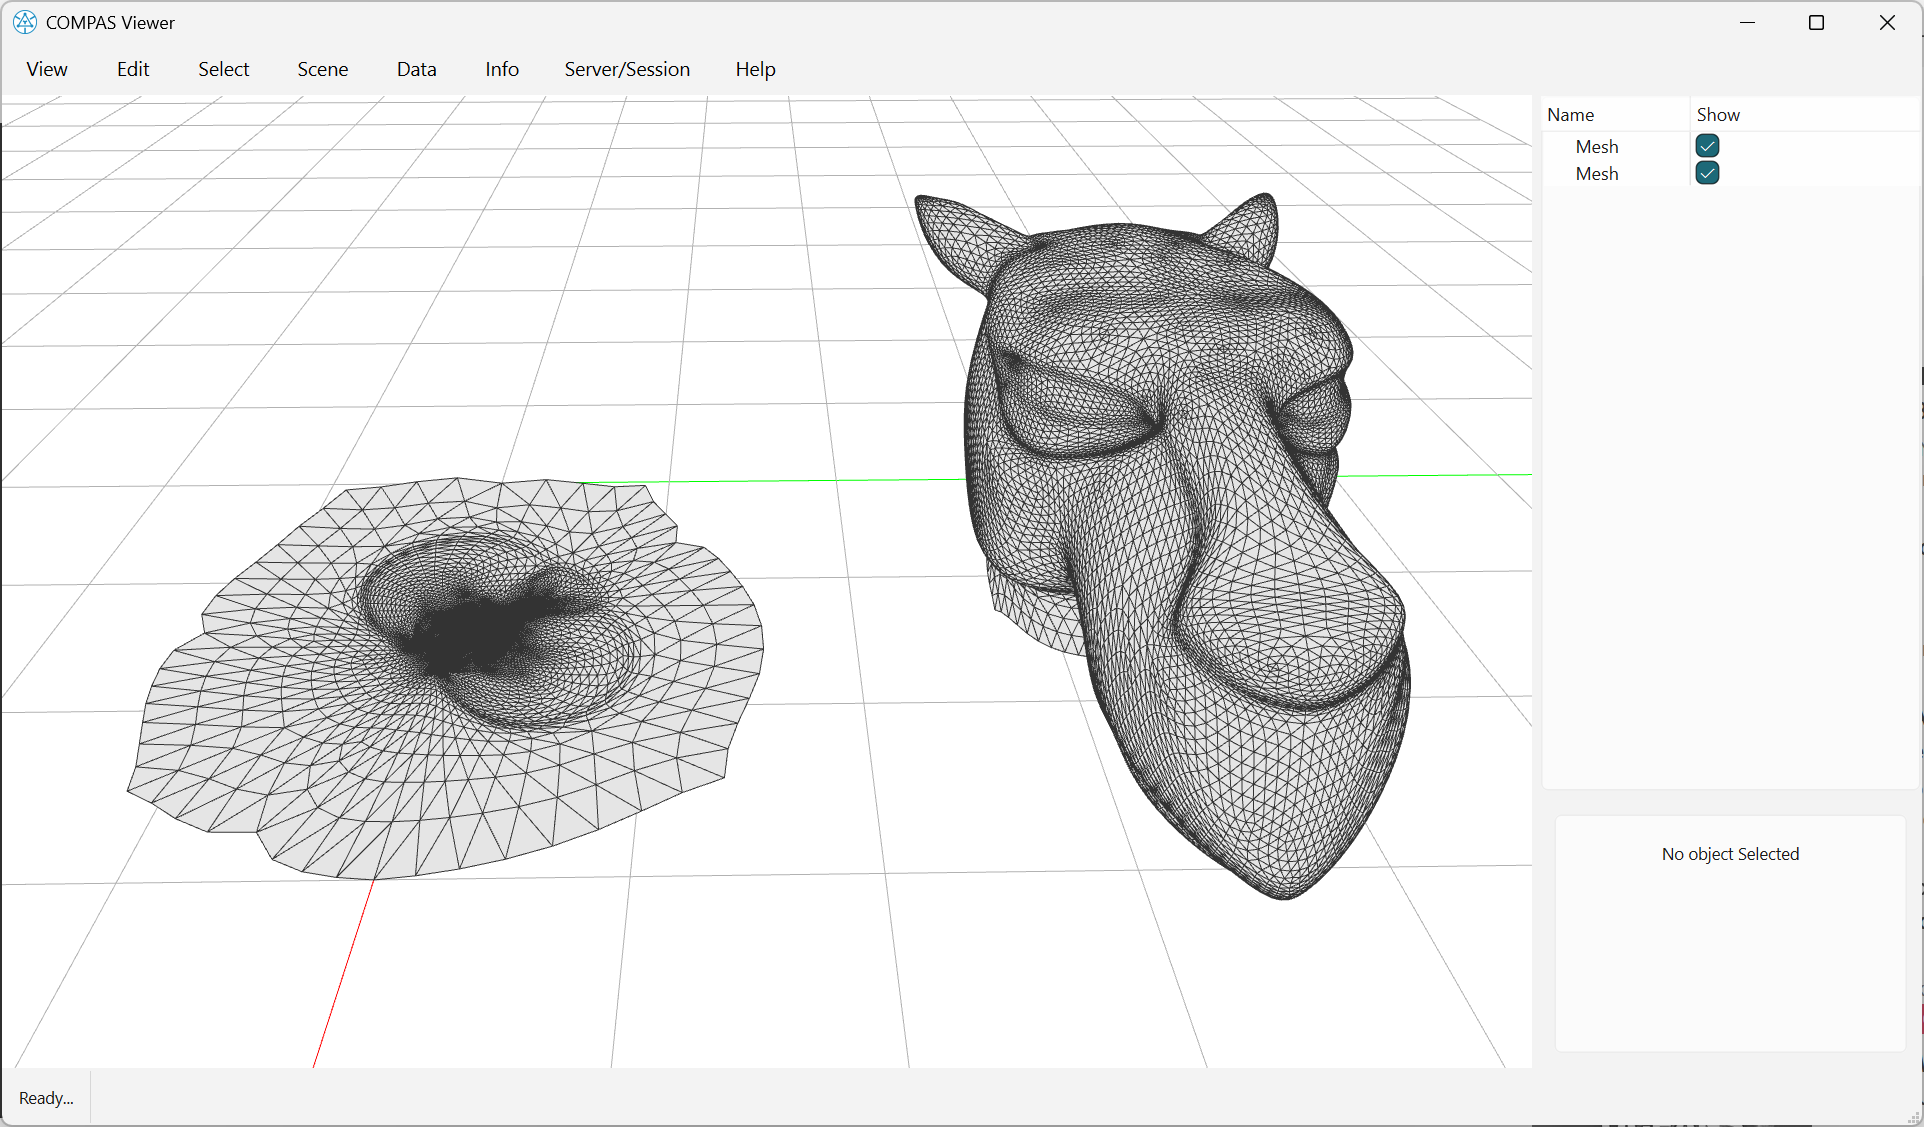 COMPAS Viewer
View Edit Select Scene Data Info Server/Session Help
Name Show
Mesh
Mesh
No object Selected
Ready...